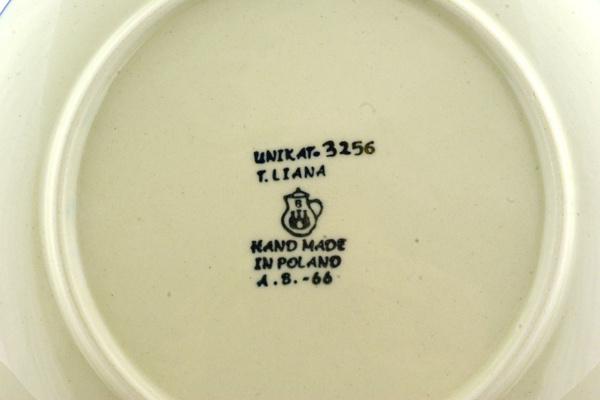 UNIKAT. 3256
T. LIANA
B
HAND MADE
IN POLAND
A.B.-66